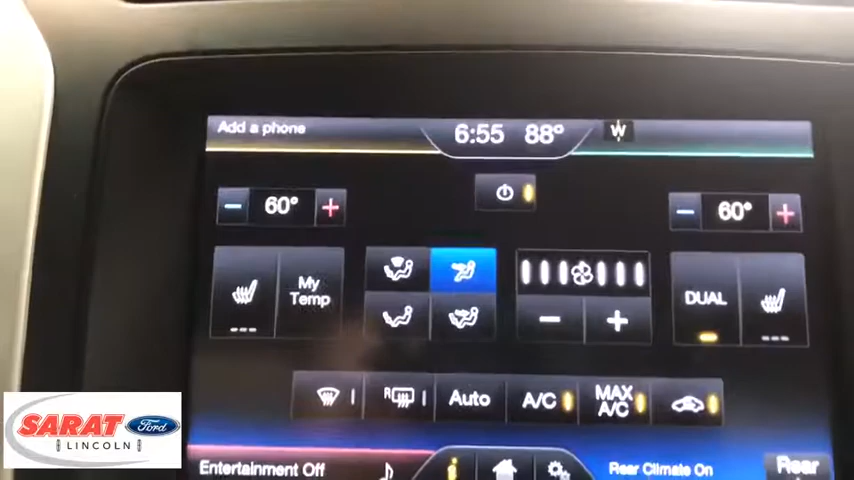 Add a phone 6:55 88° W
60° 60°
My
Temp
DUAL
R
Auto A/C MAX
A/C
SARAT Ford
LINCOLN
Entertainment Off i Rear Climate On Rear